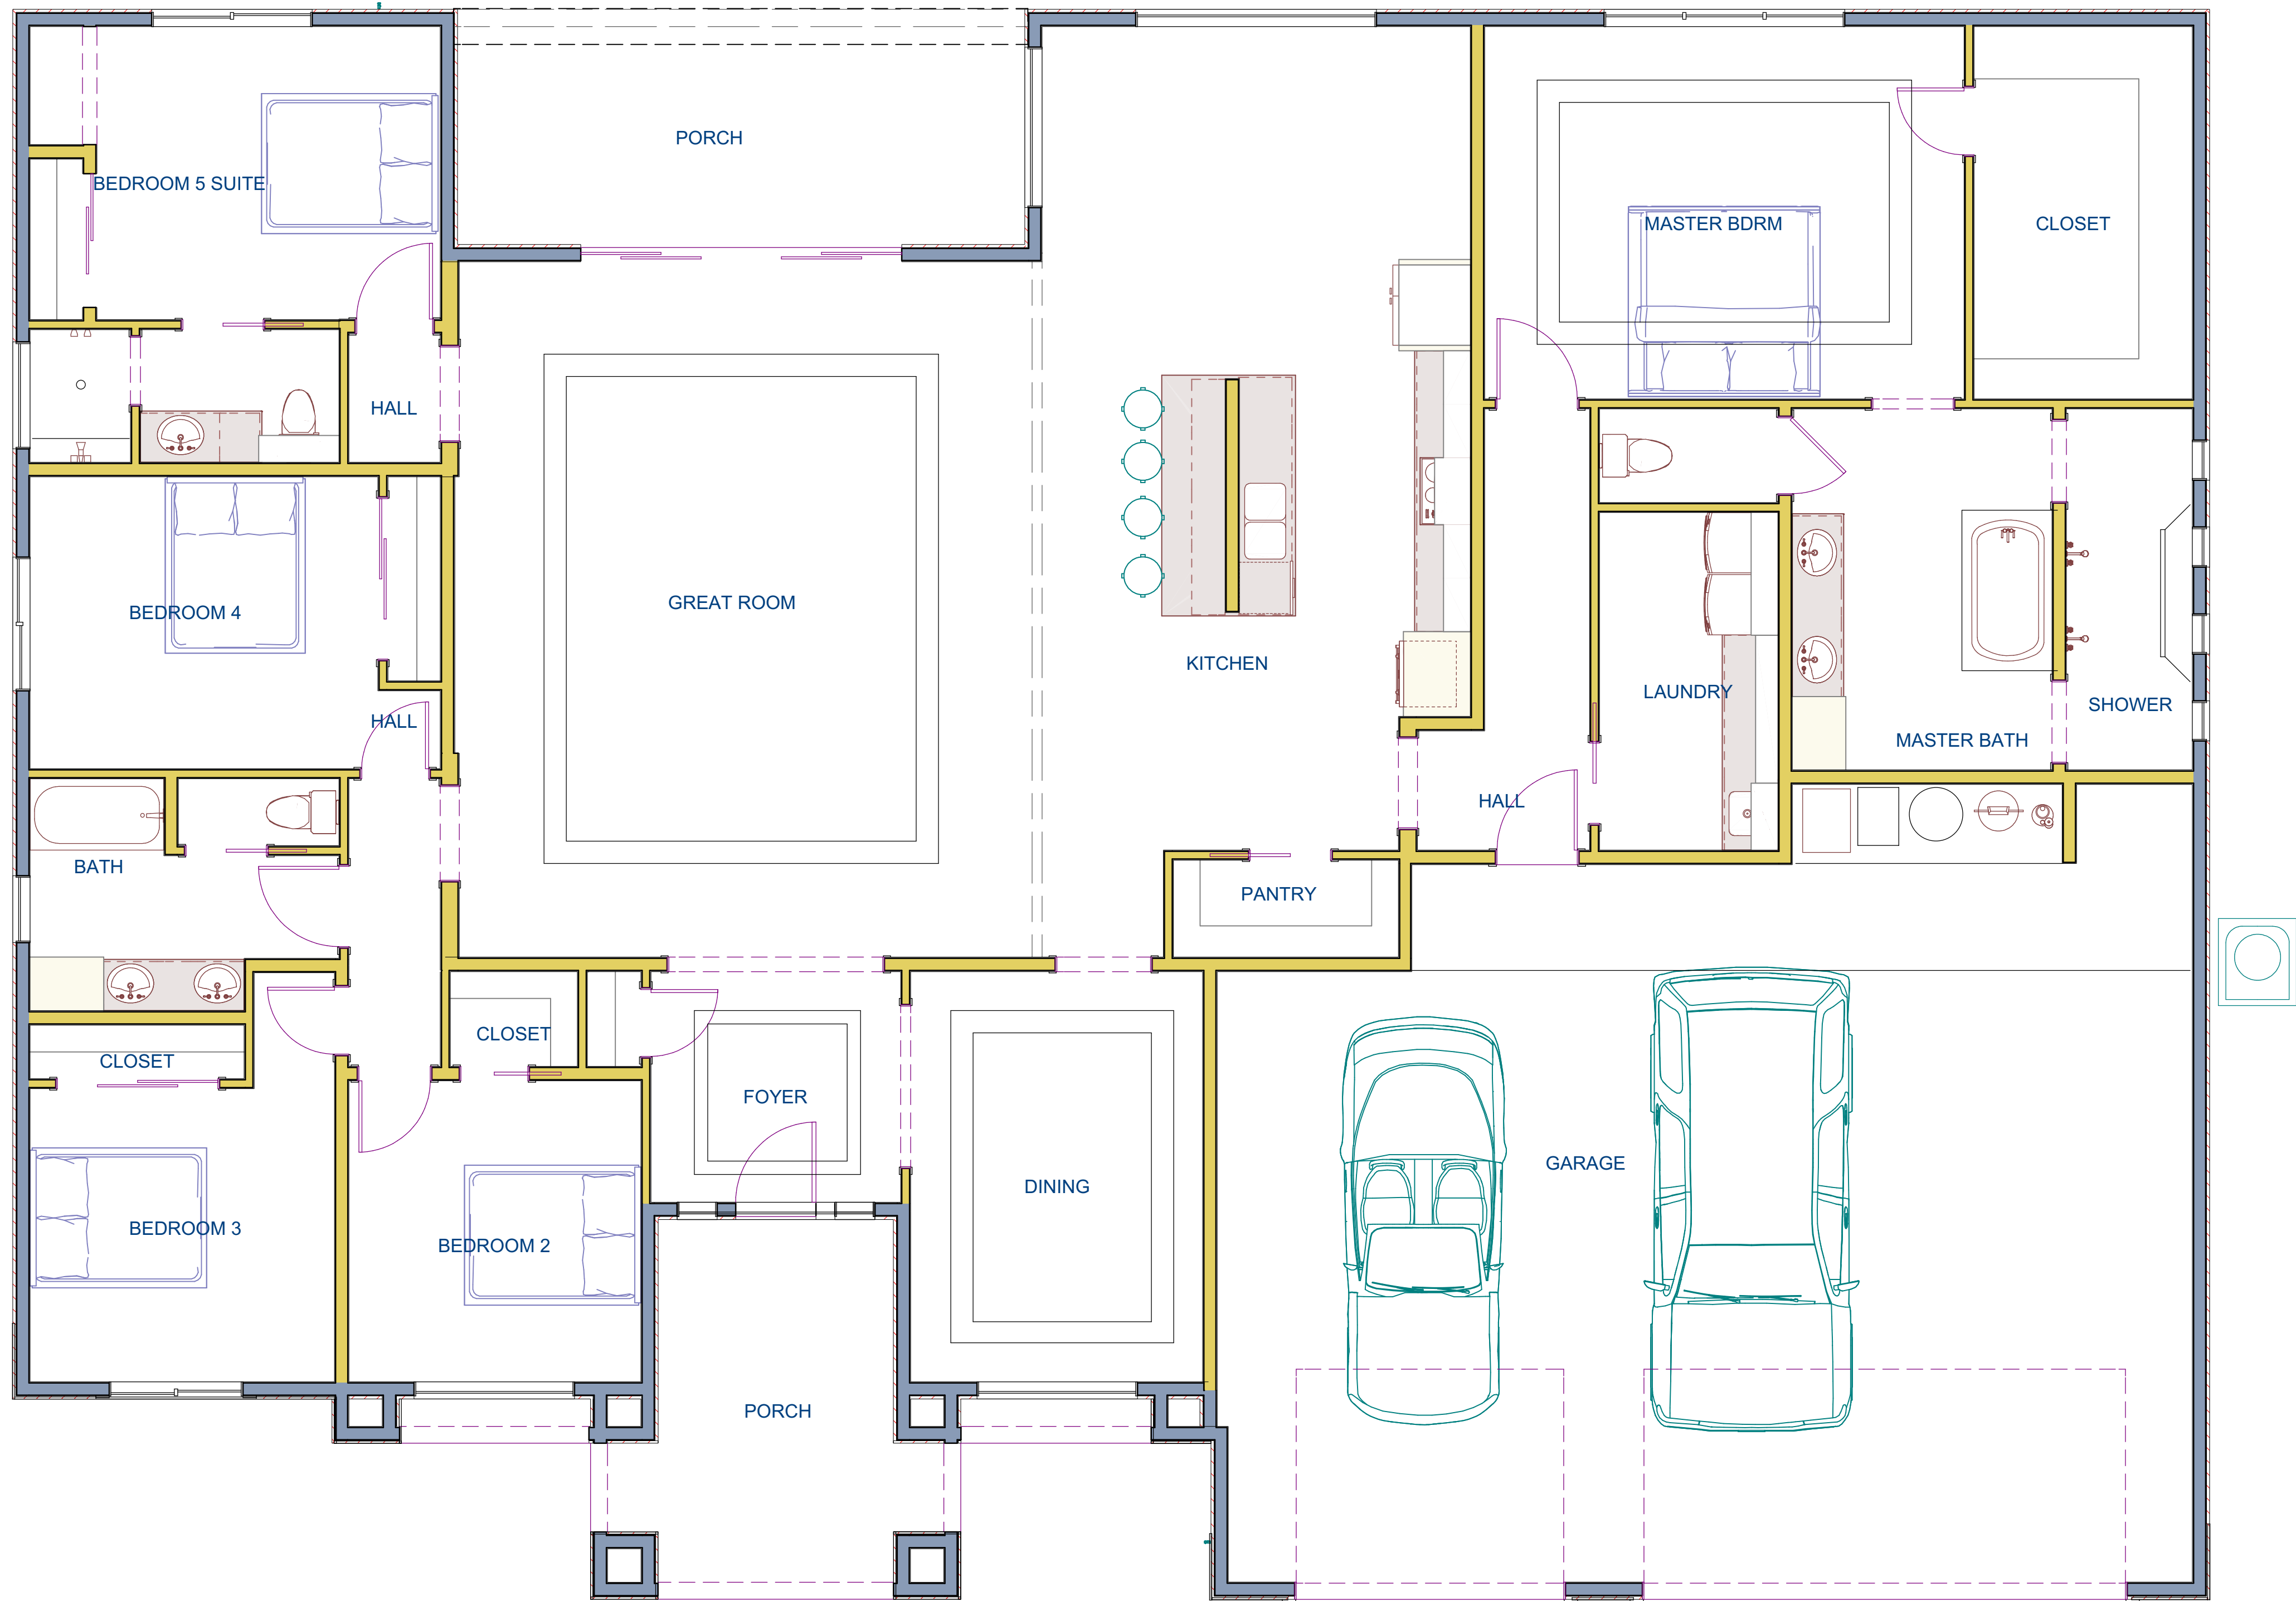 PORCH
BEDROOM 5 SUITE
MASTER BDRM
CLOSET
HALL
GREAT ROOM
BEDROOM 4
KITCHEN
LAUNDRY
SHOWER
HALL
MASTER BATH
HALL
BATH
PANTRY
CLOSET
CLOSET
FOYER
GARAGE
DINING
BEDROOM 3
BEDROOM 2
PORCH